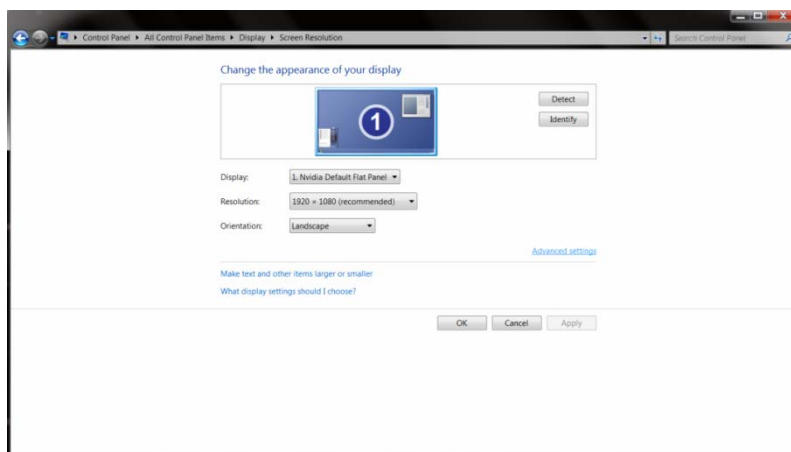 Control Panel ▸ All Control Panel Items ▸ Display ▸ Screen Resolution
Search Control Panel
Change the appearance of your display
1
Detect
Identify
Display: 1. Nvidia Default Flat Panel
Resolution: 1920 × 1080 (recommended)
Orientation: Landscape
Advanced settings
Make text and other items larger or smaller
What display settings should I choose?
OK Cancel Apply